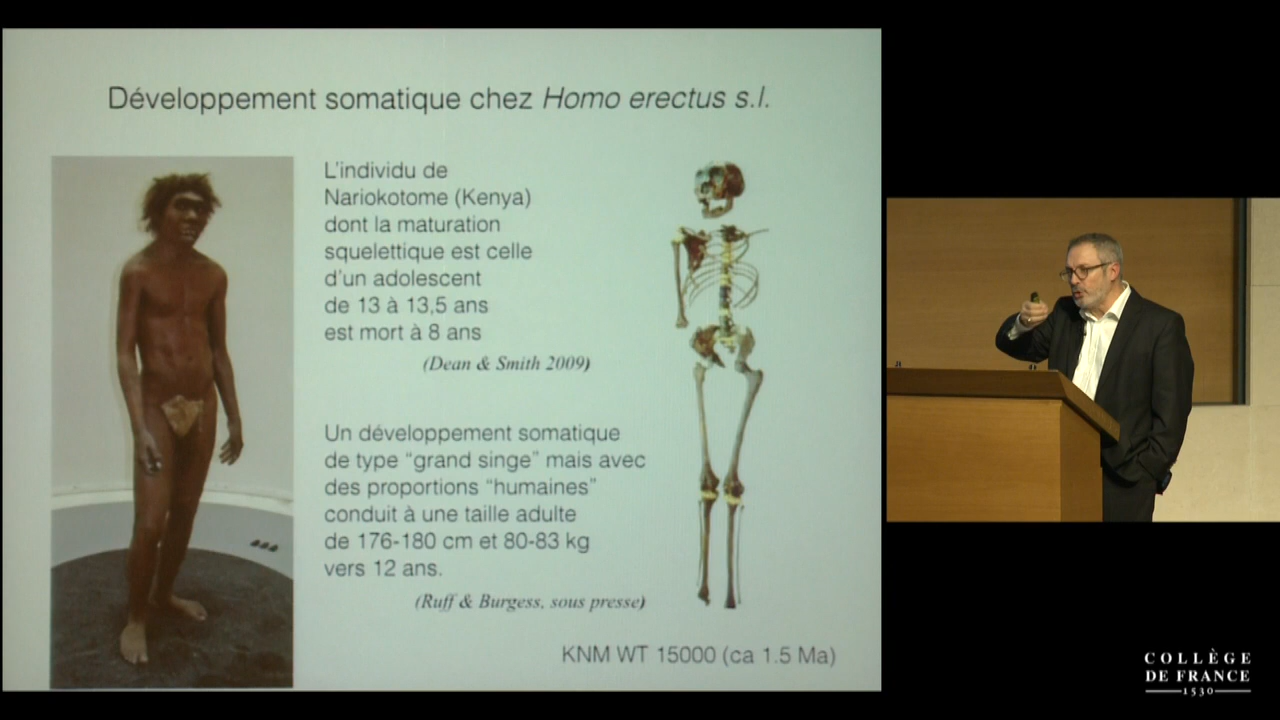 Développement somatique chez Homo erectus s.l.
L'individu de
Nariokotome (Kenya)
dont la maturation
squelettique est celle
d'un adolescent
de 13 à 13,5 ans
est mort à 8 ans
(Dean & Smith 2009)
Un développement somatique
de type "grand singe" mais avec
des proportions "humaines"
conduit à une taille adulte
de 176-180 cm et 80-83 kg
vers 12 ans.
(Ruff & Burgess, sous presse)
KNM WT 15000 (ca 1.5 Ma)
COLLÈGE
DE FRANCE
1530